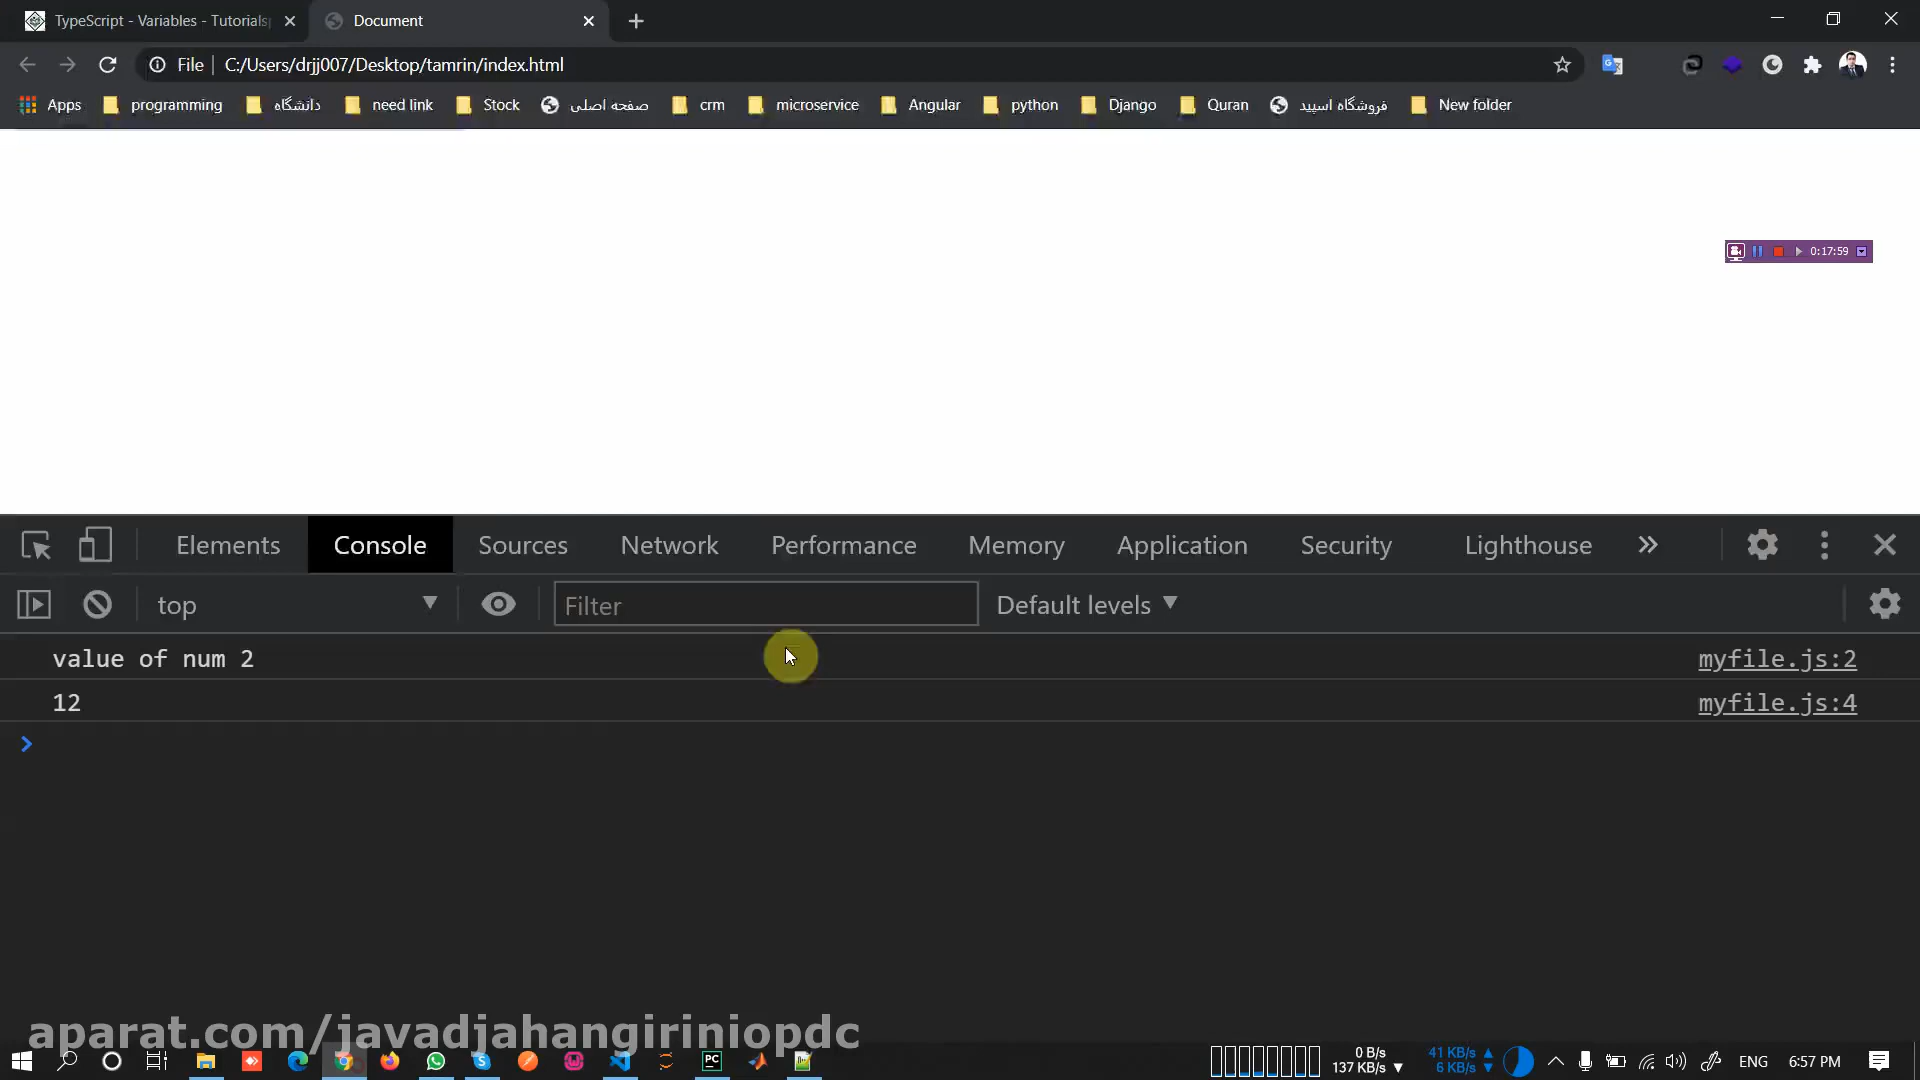 TypeScript - Variables - Tutorials
Document
File
C:/Users/drjj007/Desktop/tamrin/index.html
Apps
programming
دانشگاه
need link
Stock
صفحه اصلی
crm
microservice
Angular
python
Django
Quran
فروشگاه اسپید
New folder
0:17:59
Elements
Console
Sources
Network
Performance
Memory
Application
Security
Lighthouse
top
Filter
Default levels
value of num 2
myfile.js:2
12
myfile.js:4
aparat.com/javadjahangiriniopdc
PC
0 B/s
137 KB/s
41 KB/s
6 KB/s
ENG
6:57 PM